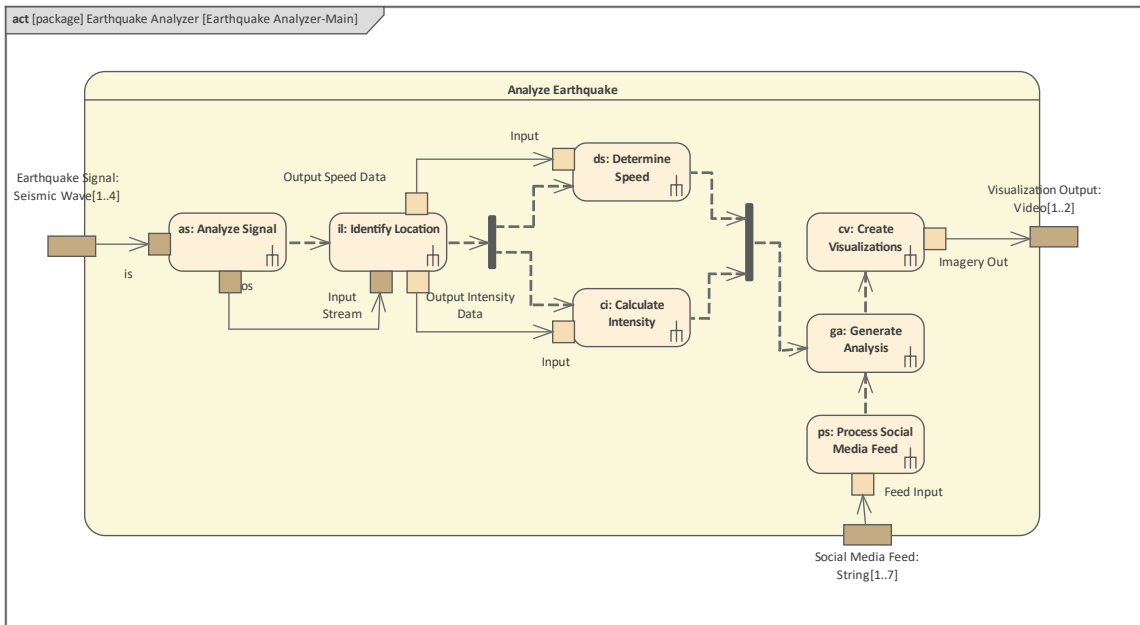 act [package] Earthquake Analyzer [Earthquake Analyzer-Main]
Analyze Earthquake
Earthquake Signal:
Seismic Wave[1..4]
is
as: Analyze Signal
os
Output Speed Data
il: Identify Location
Input
Stream
Output Intensity
Data
Input
ds: Determine
Speed
ci: Calculate
Intensity
Input
cv: Create
Visualizations
Imagery Out
Visualization Output:
Video[1..2]
ga: Generate
Analysis
ps: Process Social
Media Feed
Feed Input
Social Media Feed:
String[1..7]